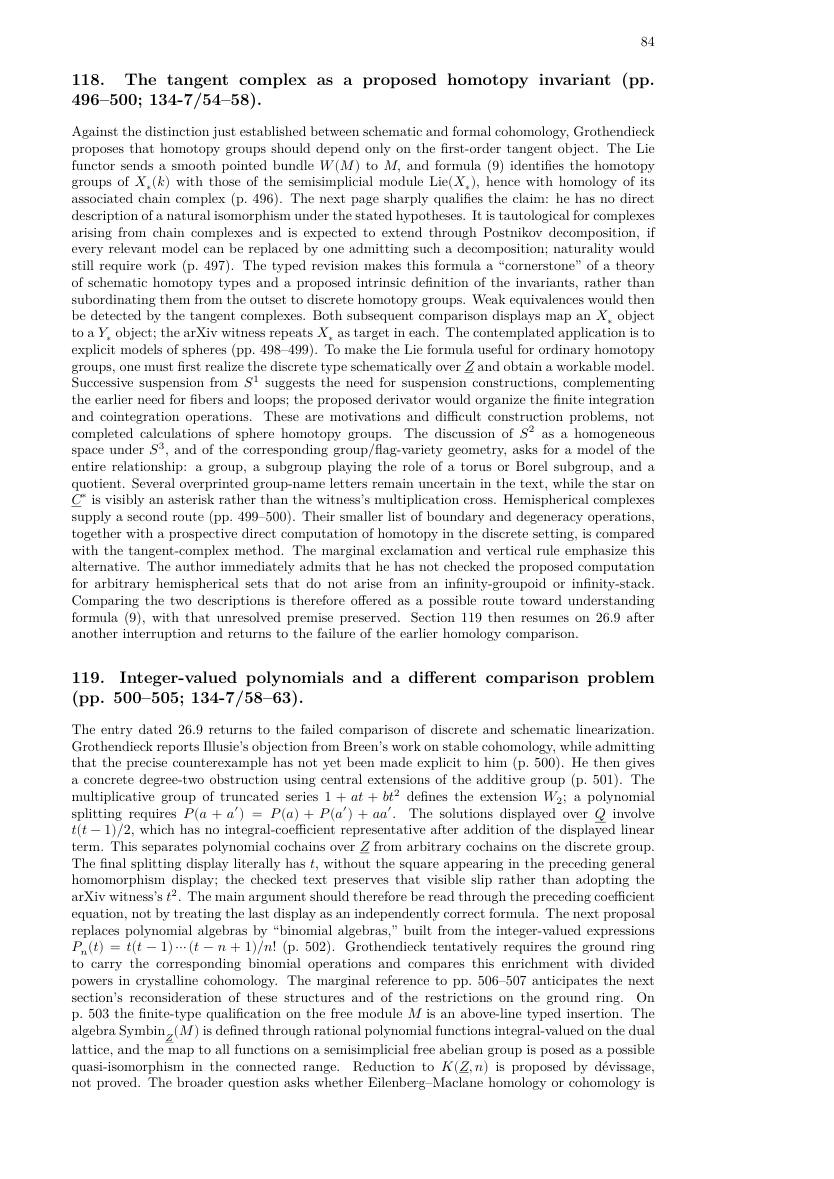 84
118. The tangent complex as a proposed homotopy invariant (pp.
496–500; 134-7/54–58).
Against the distinction just established between schematic and formal cohomology, Grothendieck
proposes that homotopy groups should depend only on the first-order tangent object. The Lie
functor sends a smooth pointed bundle W(M) to M, and formula (9) identifies the homotopy
groups of X∗(k) with those of the semisimplicial module Lie(X∗), hence with homology of its
associated chain complex (p. 496). The next page sharply qualifies the claim: he has no direct
description of a natural isomorphism under the stated hypotheses. It is tautological for complexes
arising from chain complexes and is expected to extend through Postnikov decomposition, if
every relevant model can be replaced by one admitting such a decomposition; naturality would
still require work (p. 497). The typed revision makes this formula a “cornerstone” of a theory
of schematic homotopy types and a proposed intrinsic definition of the invariants, rather than
subordinating them from the outset to discrete homotopy groups. Weak equivalences would then
be detected by the tangent complexes. Both subsequent comparison displays map an X∗ object
to a Y∗ object; the arXiv witness repeats X∗ as target in each. The contemplated application is to
explicit models of spheres (pp. 498–499). To make the Lie formula useful for ordinary homotopy
groups, one must first realize the discrete type schematically over Z and obtain a workable model.
Successive suspension from S¹ suggests the need for suspension constructions, complementing
the earlier need for fibers and loops; the proposed derivator would organize the finite integration
and cointegration operations. These are motivations and difficult construction problems, not
completed calculations of sphere homotopy groups. The discussion of S² as a homogeneous
space under S³, and of the corresponding group/flag-variety geometry, asks for a model of the
entire relationship: a group, a subgroup playing the role of a torus or Borel subgroup, and a
quotient. Several overprinted group-name letters remain uncertain in the text, while the star on
C* is visibly an asterisk rather than the witness’s multiplication cross. Hemispherical complexes
supply a second route (pp. 499–500). Their smaller list of boundary and degeneracy operations,
together with a prospective direct computation of homotopy in the discrete setting, is compared
with the tangent-complex method. The marginal exclamation and vertical rule emphasize this
alternative. The author immediately admits that he has not checked the proposed computation
for arbitrary hemispherical sets that do not arise from an infinity-groupoid or infinity-stack.
Comparing the two descriptions is therefore offered as a possible route toward understanding
formula (9), with that unresolved premise preserved. Section 119 then resumes on 26.9 after
another interruption and returns to the failure of the earlier homology comparison.
119. Integer-valued polynomials and a different comparison problem
(pp. 500–505; 134-7/58–63).
The entry dated 26.9 returns to the failed comparison of discrete and schematic linearization.
Grothendieck reports Illusie’s objection from Breen’s work on stable cohomology, while admitting
that the precise counterexample has not yet been made explicit to him (p. 500). He then gives
a concrete degree-two obstruction using central extensions of the additive group (p. 501). The
multiplicative group of truncated series 1 + at + bt² defines the extension W₂; a polynomial
splitting requires P(a + a′) = P(a) + P(a′) + aa′. The solutions displayed over Q involve
t(t − 1)/2, which has no integral-coefficient representative after addition of the displayed linear
term. This separates polynomial cochains over Z from arbitrary cochains on the discrete group.
The final splitting display literally has t, without the square appearing in the preceding general
homomorphism display; the checked text preserves that visible slip rather than adopting the
arXiv witness’s t². The main argument should therefore be read through the preceding coefficient
equation, not by treating the last display as an independently correct formula. The next proposal
replaces polynomial algebras by “binomial algebras,” built from the integer-valued expressions
Pₙ(t) = t(t − 1)⋯(t − n + 1)/n! (p. 502). Grothendieck tentatively requires the ground ring
to carry the corresponding binomial operations and compares this enrichment with divided
powers in crystalline cohomology. The marginal reference to pp. 506–507 anticipates the next
section’s reconsideration of these structures and of the restrictions on the ground ring. On
p. 503 the finite-type qualification on the free module M is an above-line typed insertion. The
algebra Symbin_Z(M) is defined through rational polynomial functions integral-valued on the dual
lattice, and the map to all functions on a semisimplicial free abelian group is posed as a possible
quasi-isomorphism in the connected range. Reduction to K(Z, n) is proposed by dévissage,
not proved. The broader question asks whether Eilenberg–Maclane homology or cohomology is